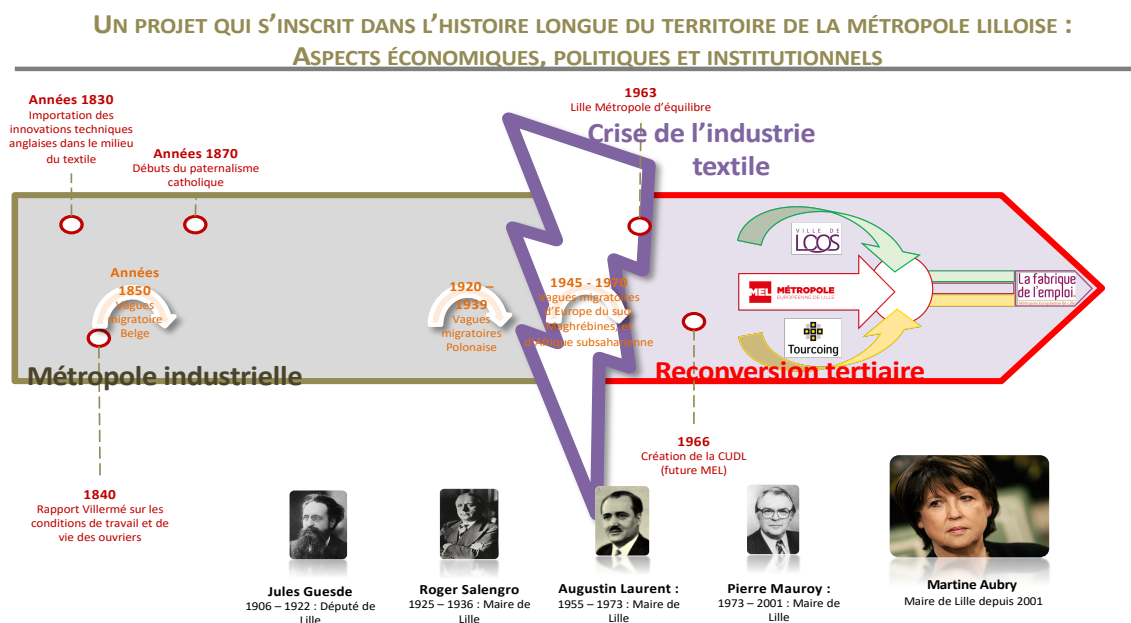 UN PROJET QUI S'INSCRIT DANS L'HISTOIRE LONGUE DU TERRITOIRE DE LA MÉTROPOLE LILLOISE :
ASPECTS ÉCONOMIQUES, POLITIQUES ET INSTITUTIONNELS
Années 1830
Importation des
innovations techniques
anglaises dans le milieu
du textile
Années 1870
Débuts du paternalisme
catholique
1963
Lille Métropole d'équilibre
Crise de l'industrie
textile
Années
1850
Vagues
migratoire
Belge
1920 –
1939
Vagues
migratoires
Polonaise
1945 - 1970
Vagues migratoires
d'Europe du sud
Maghrébines, et
d'Afrique subsaharienne
VILLE DE
LOOS
MEL MÉTROPOLE
EUROPÉENNE DE LILLE
Tourcoing
La fabrique
de l'emploi
Métropole Européenne de Lille
Métropole industrielle
Reconversion tertiaire
1840
Rapport Villermé sur les
conditions de travail et de
vie des ouvriers
1966
Création de la CUDL
(future MEL)
Jules Guesde
1906 – 1922 : Député de
Lille
Roger Salengro
1925 – 1936 : Maire de
Lille
Augustin Laurent :
1955 – 1973 : Maire de
Lille
Pierre Mauroy :
1973 – 2001 : Maire de
Lille
Martine Aubry
Maire de Lille depuis 2001